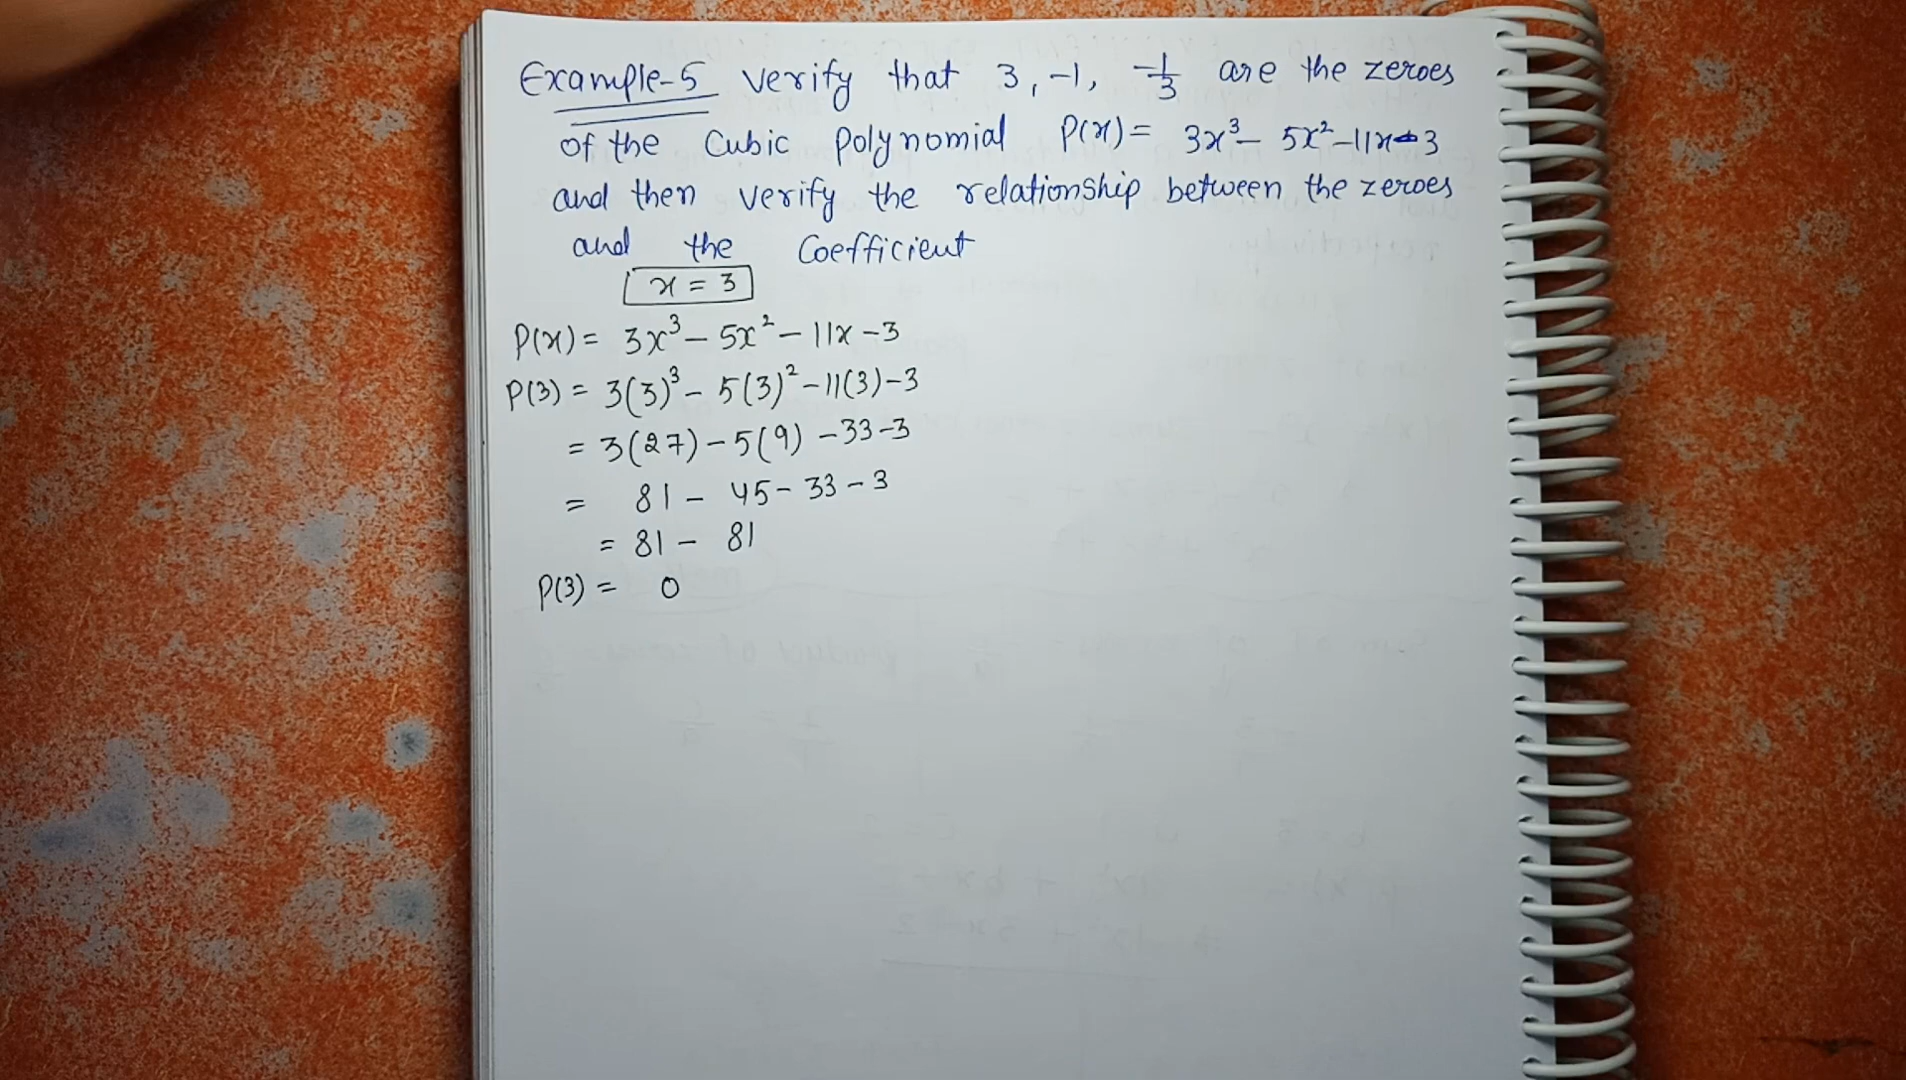 Example-5 verify that 3, -1, -1/3 are the zeroes
of the Cubic Polynomial P(x) = 3x³ - 5x² - 11x - 3
and then verify the relationship between the zeroes
and the Coefficient
x = 3
P(x) = 3x³ - 5x² - 11x - 3
P(3) = 3(3)³ - 5(3)² - 11(3) - 3
= 3(27) - 5(9) - 33 - 3
= 81 - 45 - 33 - 3
= 81 - 81
P(3) = 0